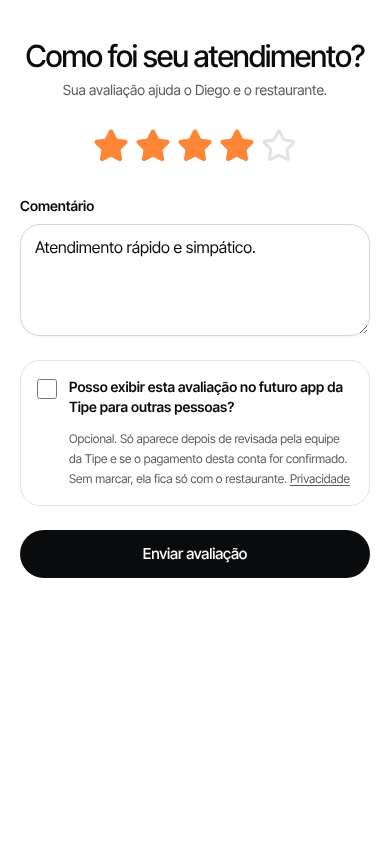 Como foi seu atendimento?
Sua avaliação ajuda o Diego e o restaurante.
Comentário
Atendimento rápido e simpático.
Posso exibir esta avaliação no futuro app da
Tipe para outras pessoas?
Opcional. Só aparece depois de revisada pela equipe
da Tipe e se o pagamento desta conta for confirmado.
Sem marcar, ela fica só com o restaurante. Privacidade
Enviar avaliação